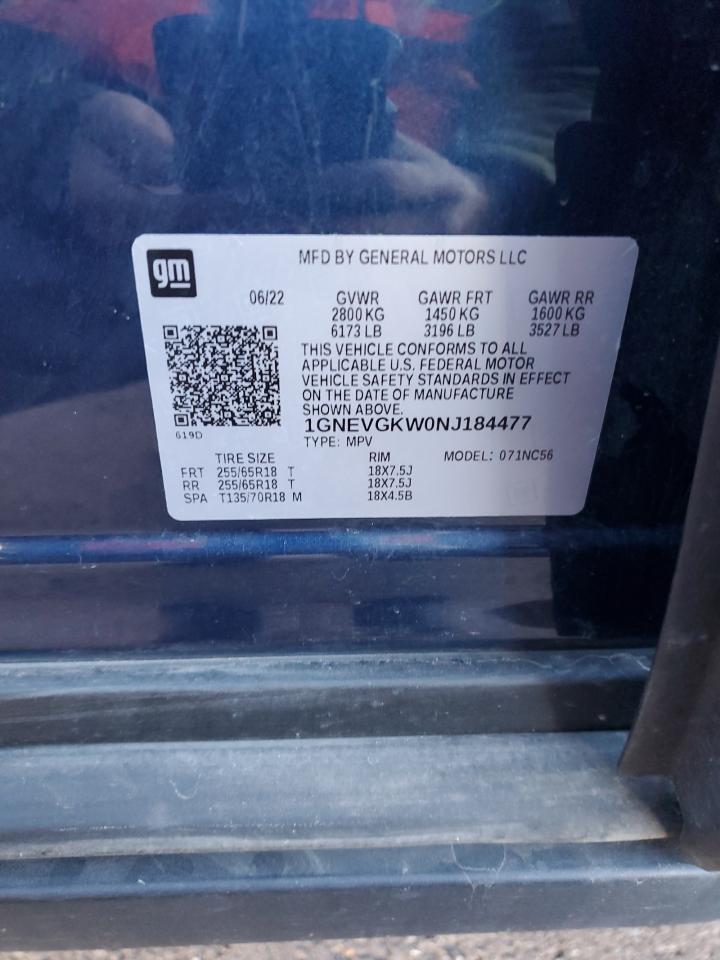 gm
MFD BY GENERAL MOTORS LLC
06/22 GVWR GAWR FRT GAWR RR
2800 KG 1450 KG 1600 KG
6173 LB 3196 LB 3527 LB
THIS VEHICLE CONFORMS TO ALL
APPLICABLE U.S. FEDERAL MOTOR
VEHICLE SAFETY STANDARDS IN EFFECT
ON THE DATE OF MANUFACTURE
SHOWN ABOVE.
619D
1GNEVGKW0NJ184477
TYPE: MPV
TIRE SIZE RIM MODEL: 071NC56
FRT 255/65R18 T 18X7.5J
RR 255/65R18 T 18X7.5J
SPA T135/70R18 M 18X4.5B